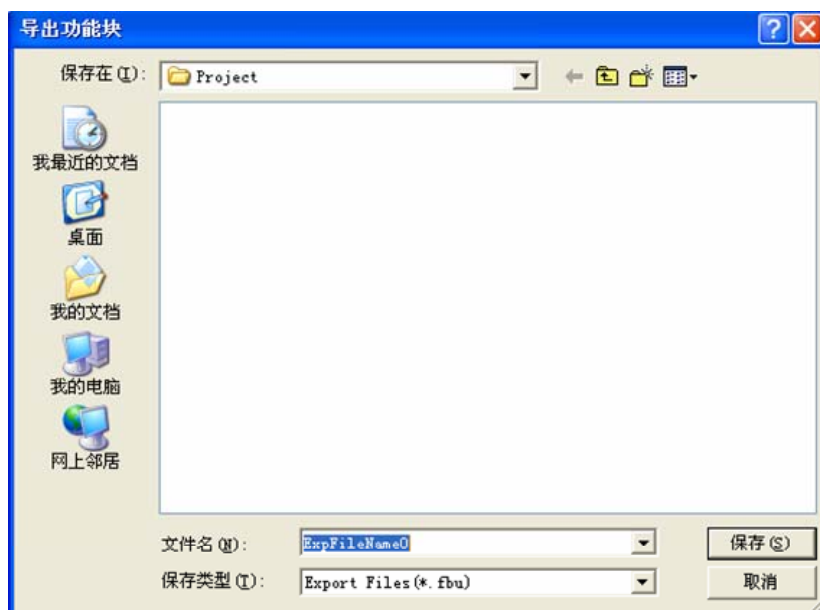 导出功能块
保存在(I):
Project
我最近的文档
桌面
我的文档
我的电脑
网上邻居
文件名(N):
ExpFileName0
保存(S)
保存类型(T):
Export Files(*.fbu)
取消